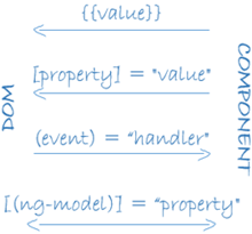 {{value}}
[property] = "value"
(event) = "handler"
[(ng-model)] = "property"
DOM
COMPONENT